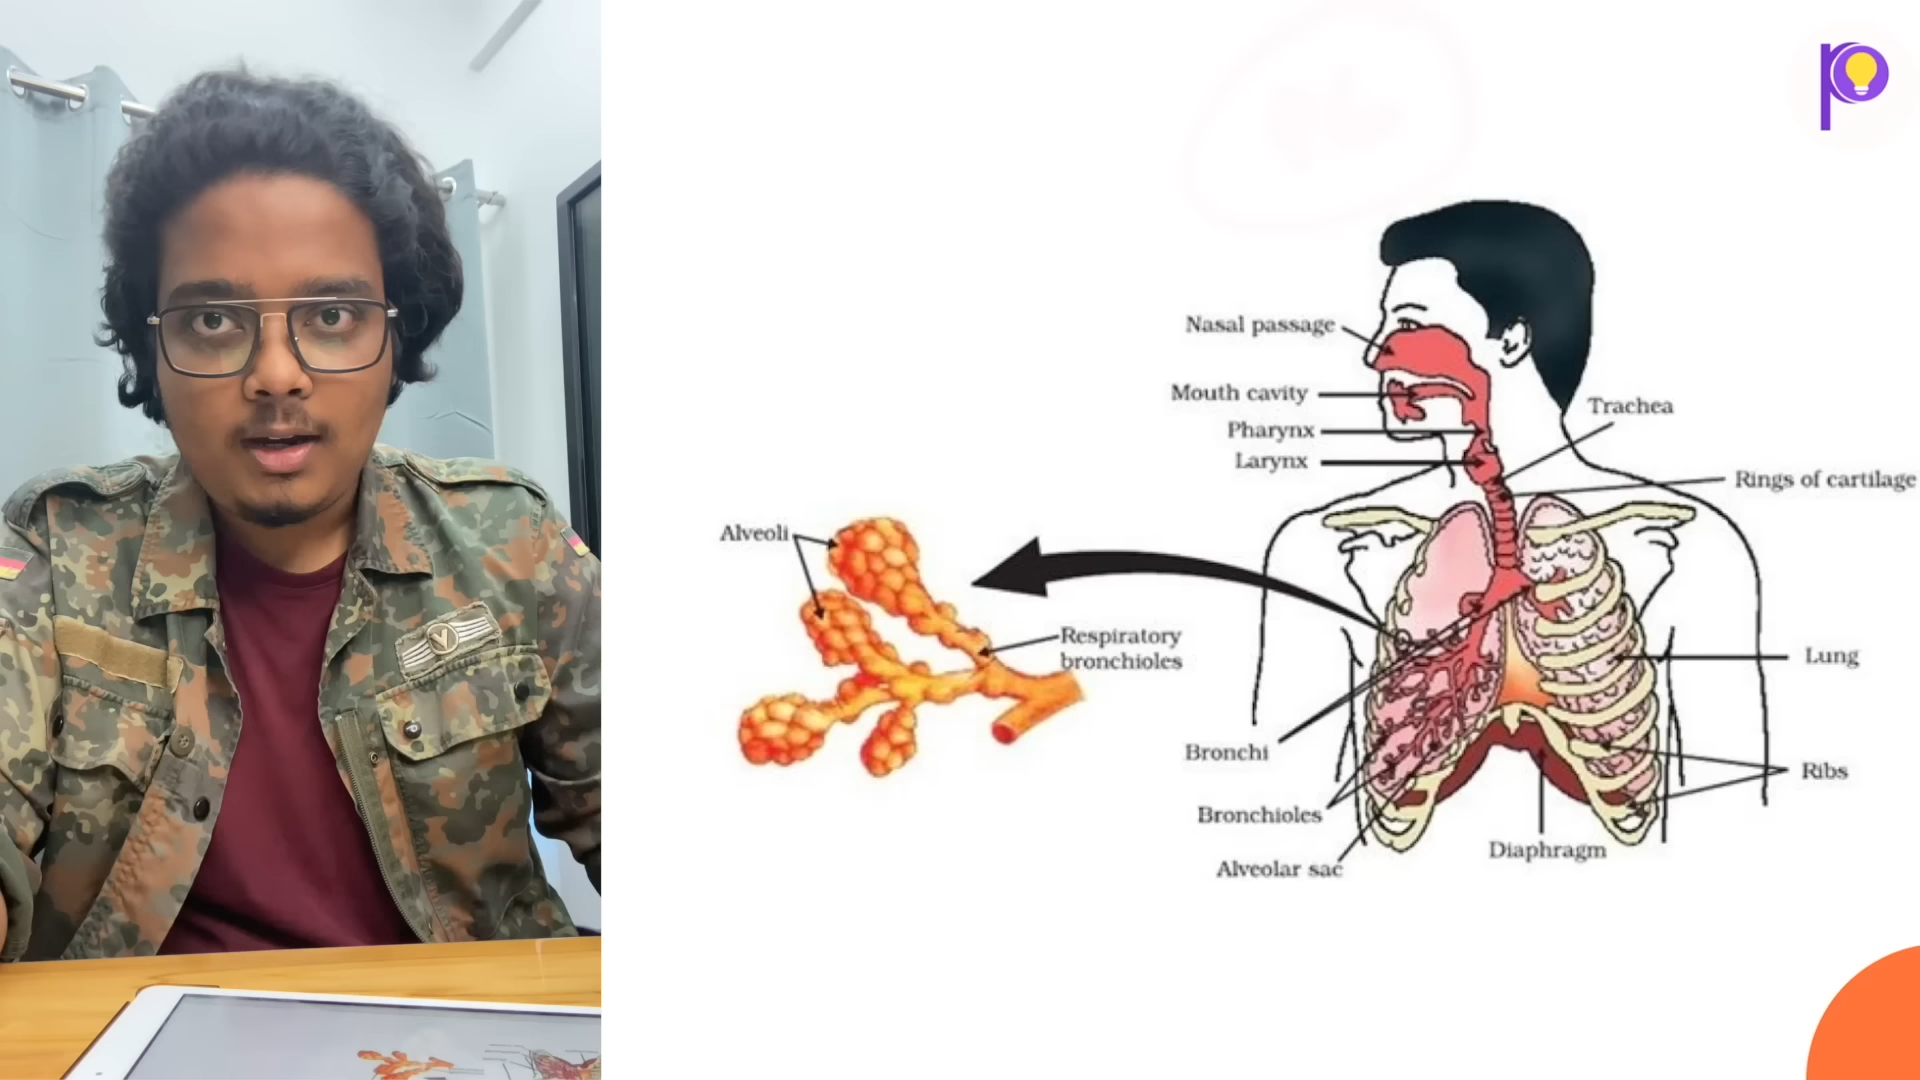 Nasal passage
Mouth cavity
Pharynx
Larynx
Trachea
Rings of cartilage
Alveoli
Respiratory
bronchioles
Lung
Bronchi
Ribs
Bronchioles
Diaphragm
Alveolar sac